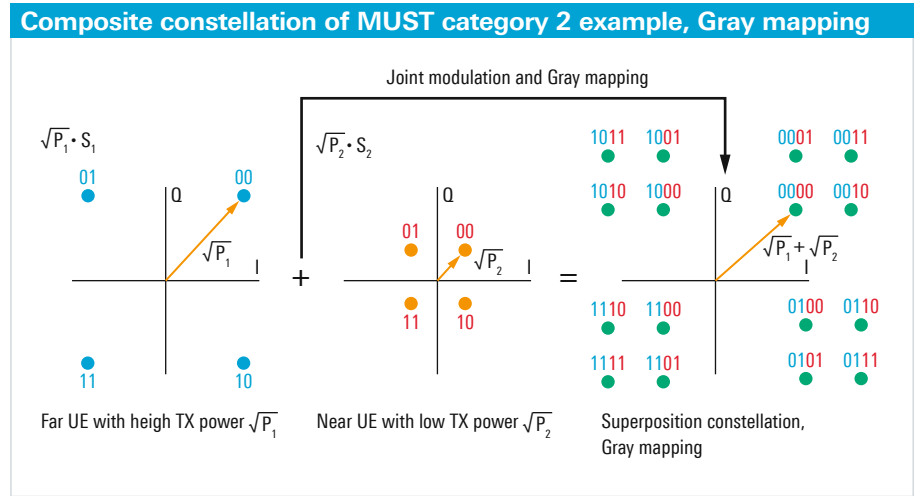 Composite constellation of MUST category 2 example, Gray mapping
Joint modulation and Gray mapping
√P₁ · S₁
01 00
Q
√P₁
I
11 10
Far UE with heigh TX power √P₁
+
√P₂ · S₂
Q
01 00
√P₂
I
11 10
Near UE with low TX power √P₂
=
1011 1001 0001 0011
Q
1010 1000 0000 0010
√P₁ + √P₂
I
1110 1100 0100 0110
1111 1101 0101 0111
Superposition constellation,
Gray mapping